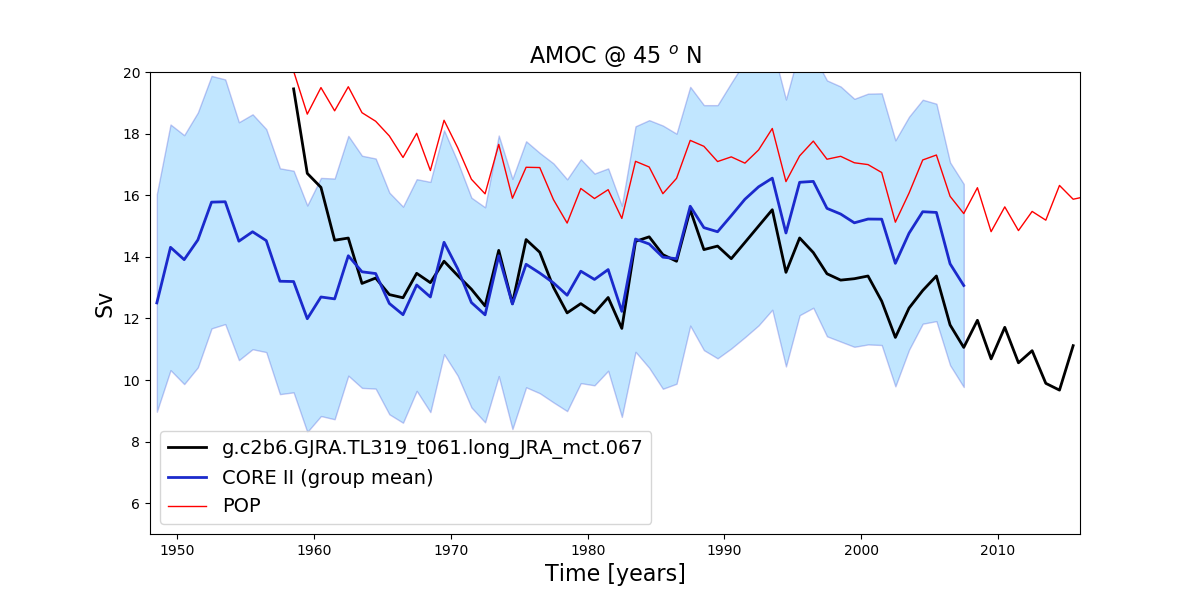 AMOC @ 45 ° N
20
18
16
14
12
10
8
6
Sv
g.c2b6.GJRA.TL319_t061.long_JRA_mct.067
CORE II (group mean)
POP
1950 1960 1970 1980 1990 2000 2010
Time [years]